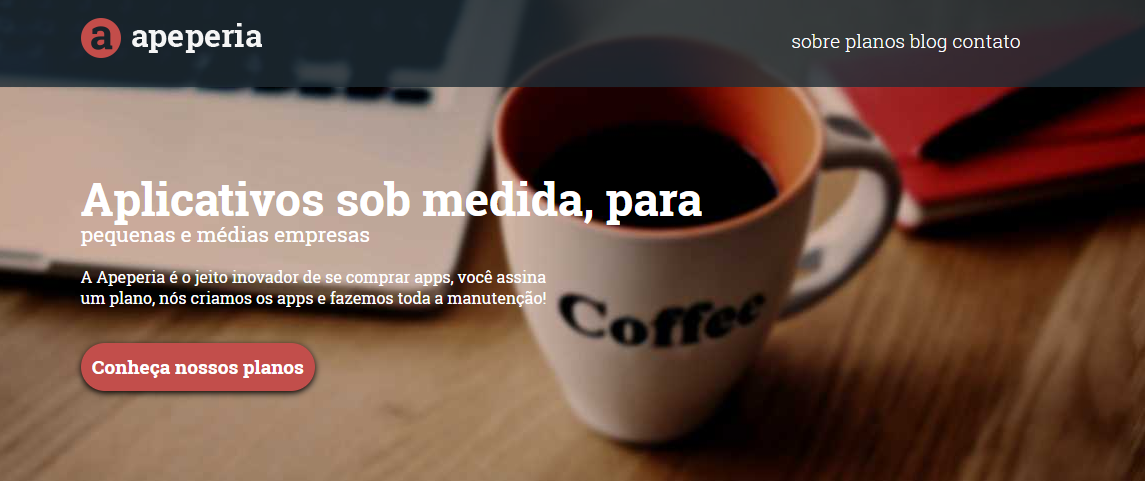 a apeperia
sobre planos blog contato
Aplicativos sob medida, para
pequenas e médias empresas
A Apeperia é o jeito inovador de se comprar apps, você assina
um plano, nós criamos os apps e fazemos toda a manutenção!
Coffee
Conheça nossos planos